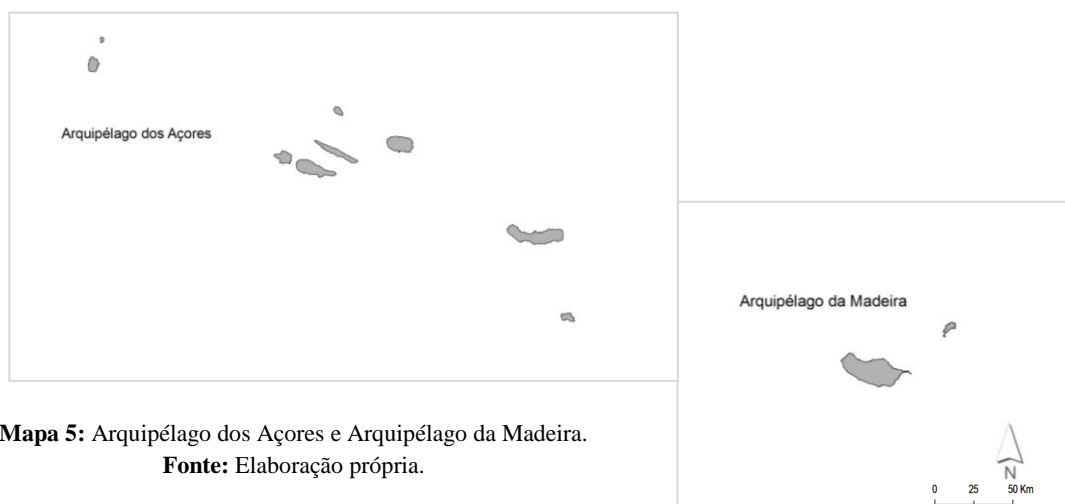 Arquipélago dos Açores
Arquipélago da Madeira
Mapa 5: Arquipélago dos Açores e Arquipélago da Madeira.
Fonte: Elaboração própria.
N
0 25 50 Km